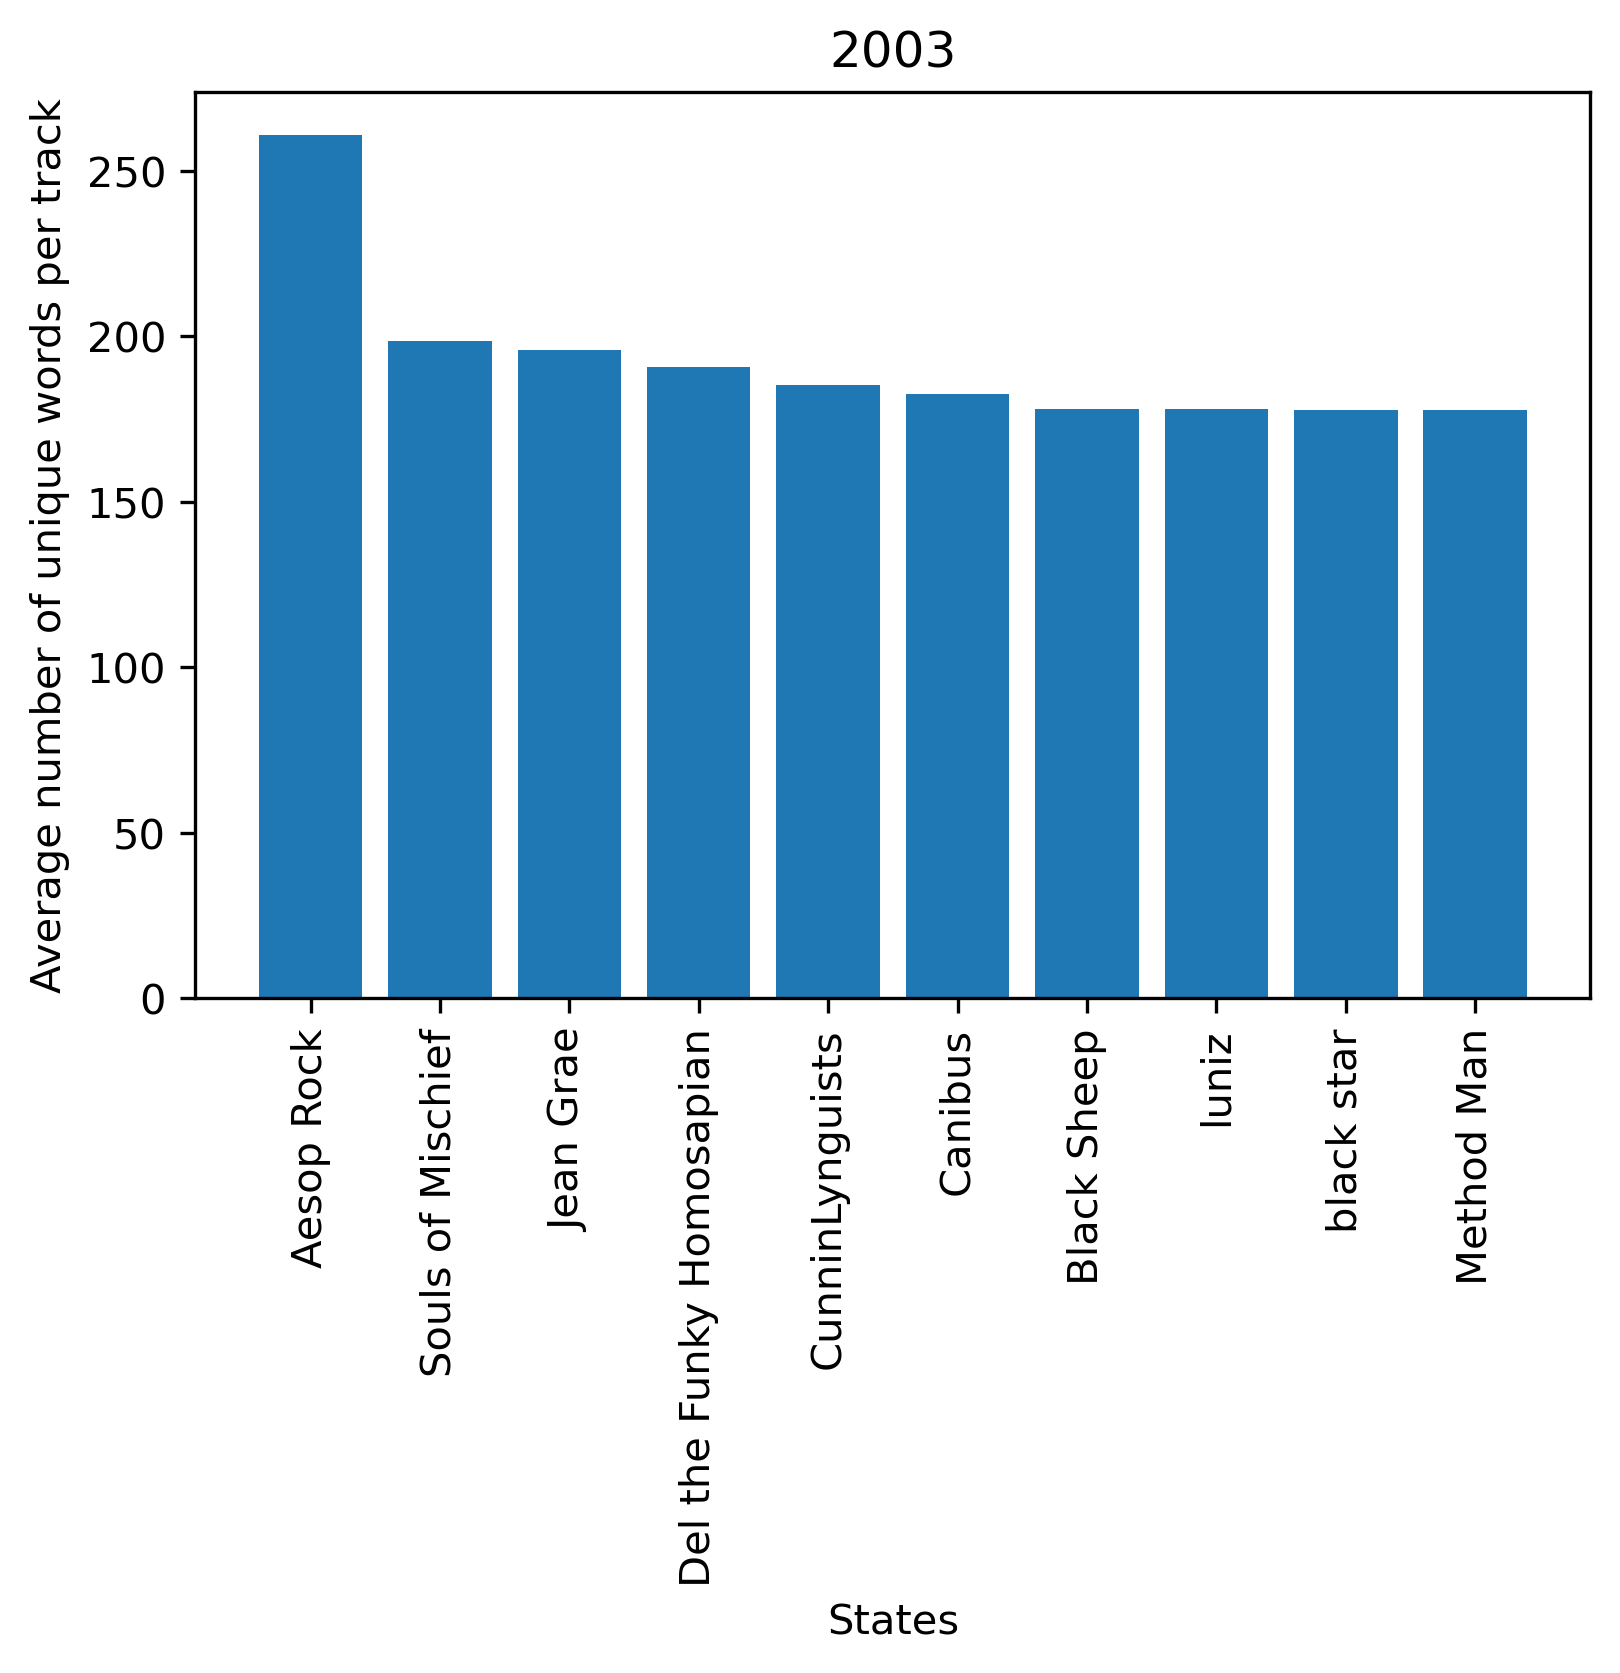 2003
Average number of unique words per track
250
200
150
100
50
0
Aesop Rock
Souls of Mischief
Jean Grae
Del the Funky Homosapian
CunninLynguists
Canibus
Black Sheep
luniz
black star
Method Man
States